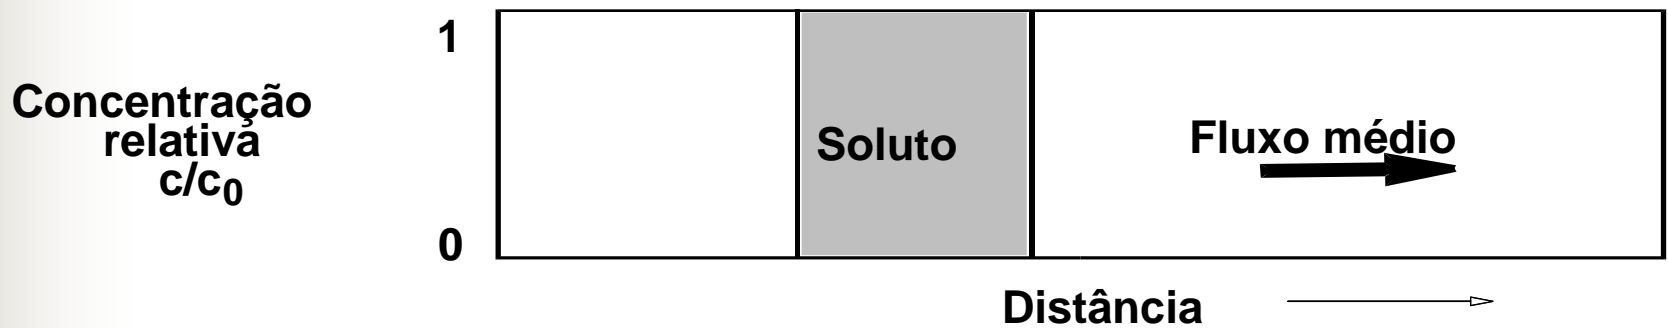 1
Concentração
relativa
c/c0
Soluto
Fluxo médio
0
Distância